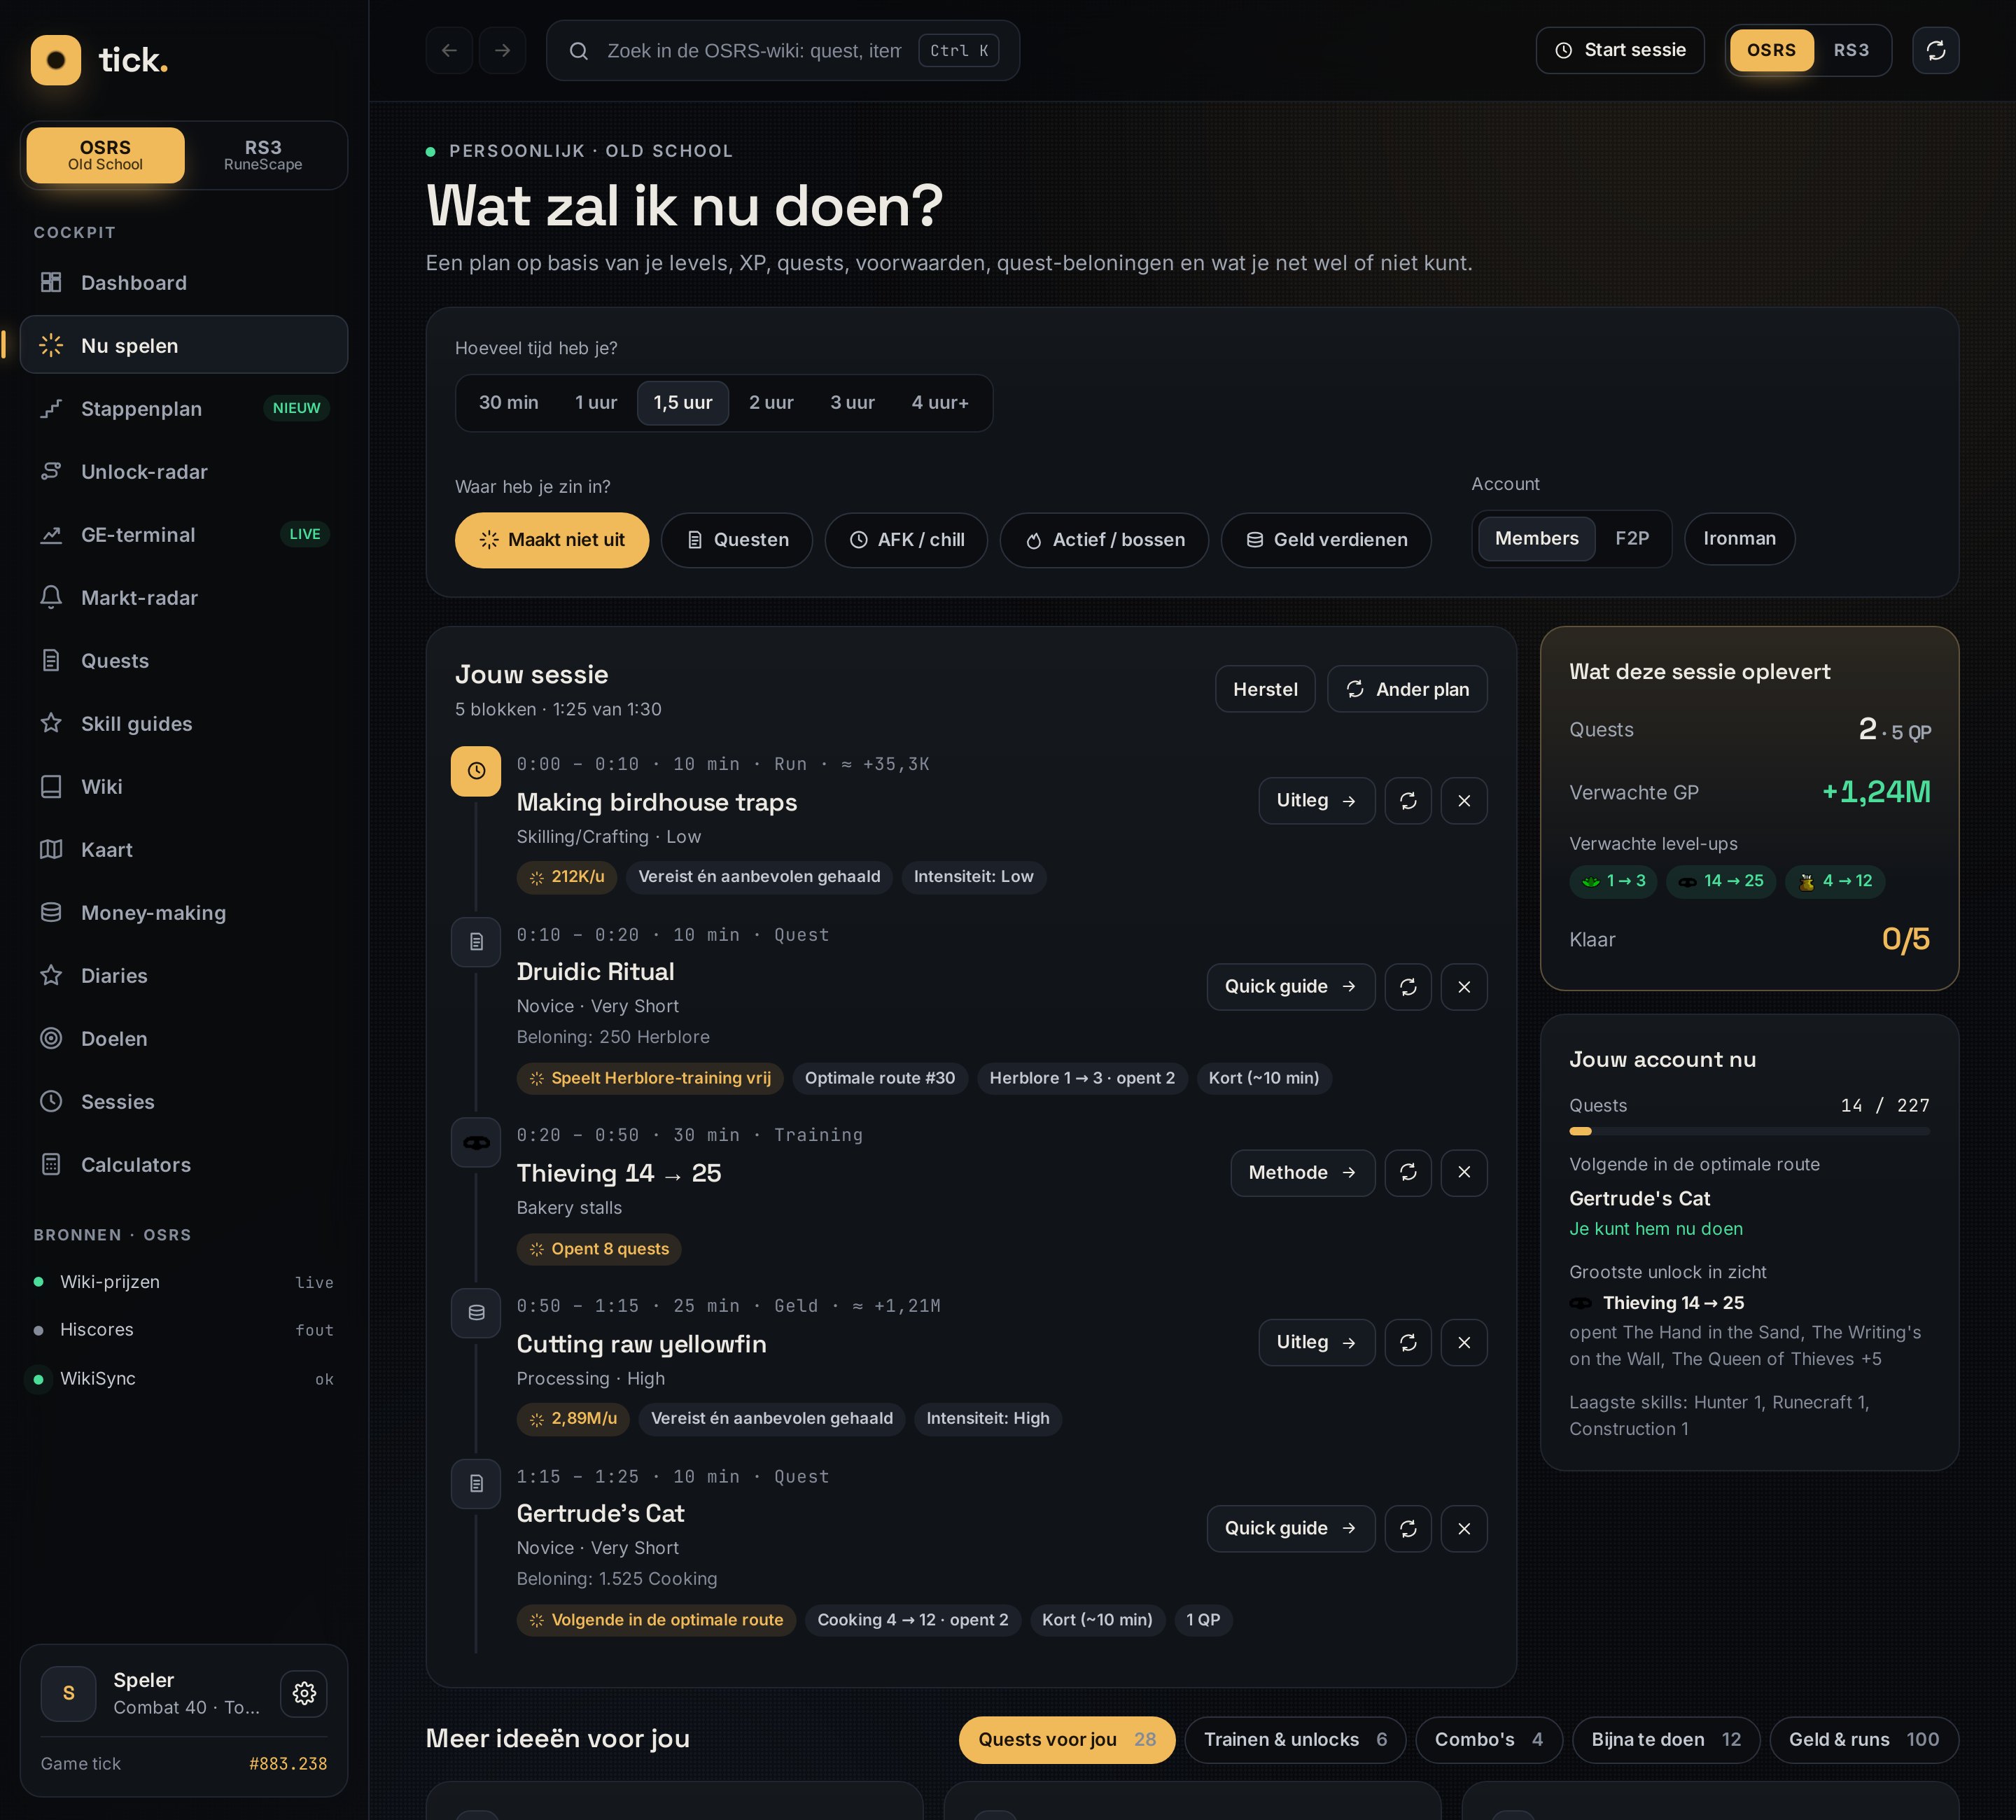 tick.
OSRS
Old School
RS3
RuneScape
COCKPIT
Dashboard
Nu spelen
Stappenplan NIEUW
Unlock-radar
GE-terminal LIVE
Markt-radar
Quests
Skill guides
Wiki
Kaart
Money-making
Diaries
Doelen
Sessies
Calculators
BRONNEN · OSRS
Wiki-prijzen live
Hiscores fout
WikiSync ok
S
Speler
Combat 40 · To...
Game tick #883.238
Zoek in de OSRS-wiki: quest, item Ctrl K
Start sessie
OSRS RS3
PERSOONLIJK · OLD SCHOOL
Wat zal ik nu doen?
Een plan op basis van je levels, XP, quests, voorwaarden, quest-beloningen en wat je net wel of niet kunt.
Hoeveel tijd heb je?
30 min 1 uur 1,5 uur 2 uur 3 uur 4 uur+
Waar heb je zin in?
Maakt niet uit Questen AFK / chill Actief / bossen Geld verdienen
Account
Members F2P Ironman
Jouw sessie
5 blokken · 1:25 van 1:30
Herstel Ander plan
0:00 – 0:10 · 10 min · Run · ≈ +35,3K
Making birdhouse traps
Skilling/Crafting · Low
212K/u Vereist én aanbevolen gehaald Intensiteit: Low
Uitleg →
0:10 – 0:20 · 10 min · Quest
Druidic Ritual
Novice · Very Short
Beloning: 250 Herblore
Speelt Herblore-training vrij Optimale route #30 Herblore 1 → 3 · opent 2 Kort (~10 min)
Quick guide →
0:20 – 0:50 · 30 min · Training
Thieving 14 → 25
Bakery stalls
Opent 8 quests
Methode →
0:50 – 1:15 · 25 min · Geld · ≈ +1,21M
Cutting raw yellowfin
Processing · High
2,89M/u Vereist én aanbevolen gehaald Intensiteit: High
Uitleg →
1:15 – 1:25 · 10 min · Quest
Gertrude's Cat
Novice · Very Short
Beloning: 1.525 Cooking
Volgende in de optimale route Cooking 4 → 12 · opent 2 Kort (~10 min) 1 QP
Quick guide →
Wat deze sessie oplevert
Quests 2 · 5 QP
Verwachte GP +1,24M
Verwachte level-ups
1 → 3 14 → 25 4 → 12
Klaar 0/5
Jouw account nu
Quests 14 / 227
Volgende in de optimale route
Gertrude's Cat
Je kunt hem nu doen
Grootste unlock in zicht
Thieving 14 → 25
opent The Hand in the Sand, The Writing's
on the Wall, The Queen of Thieves +5
Laagste skills: Hunter 1, Runecraft 1,
Construction 1
Meer ideeën voor jou
Quests voor jou 28 Trainen & unlocks 6 Combo's 4 Bijna te doen 12 Geld & runs 100